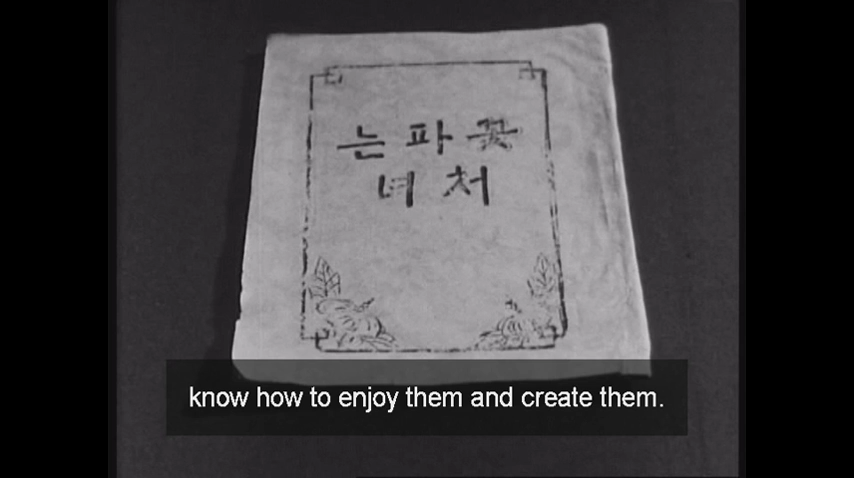 꽃파는
처녀
know how to enjoy them and create them.